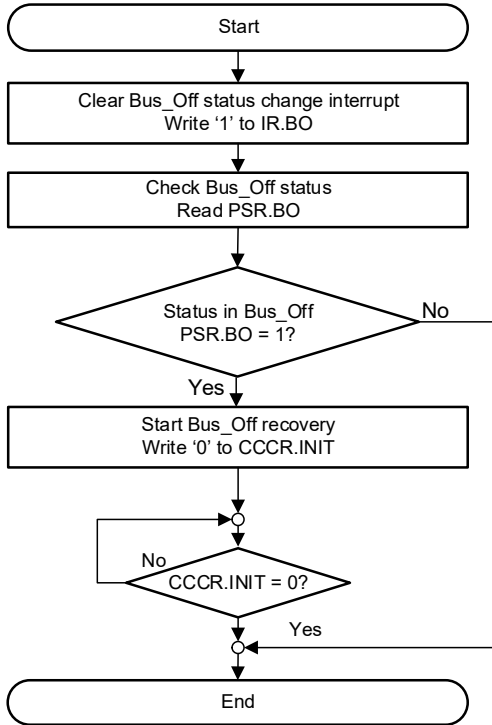 Start
Clear Bus_Off status change interrupt
Write ‘1’ to IR.BO
Check Bus_Off status
Read PSR.BO
Status in Bus_Off
PSR.BO = 1?
No
Yes
Start Bus_Off recovery
Write ‘0’ to CCCR.INIT
No
CCCR.INIT = 0?
Yes
End